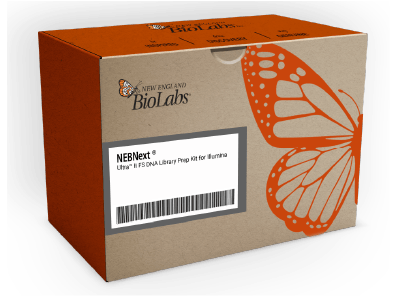 NEW ENGLAND
BioLabs
NEBNext®
Ultra™ II FS DNA Library Prep Kit for Illumina